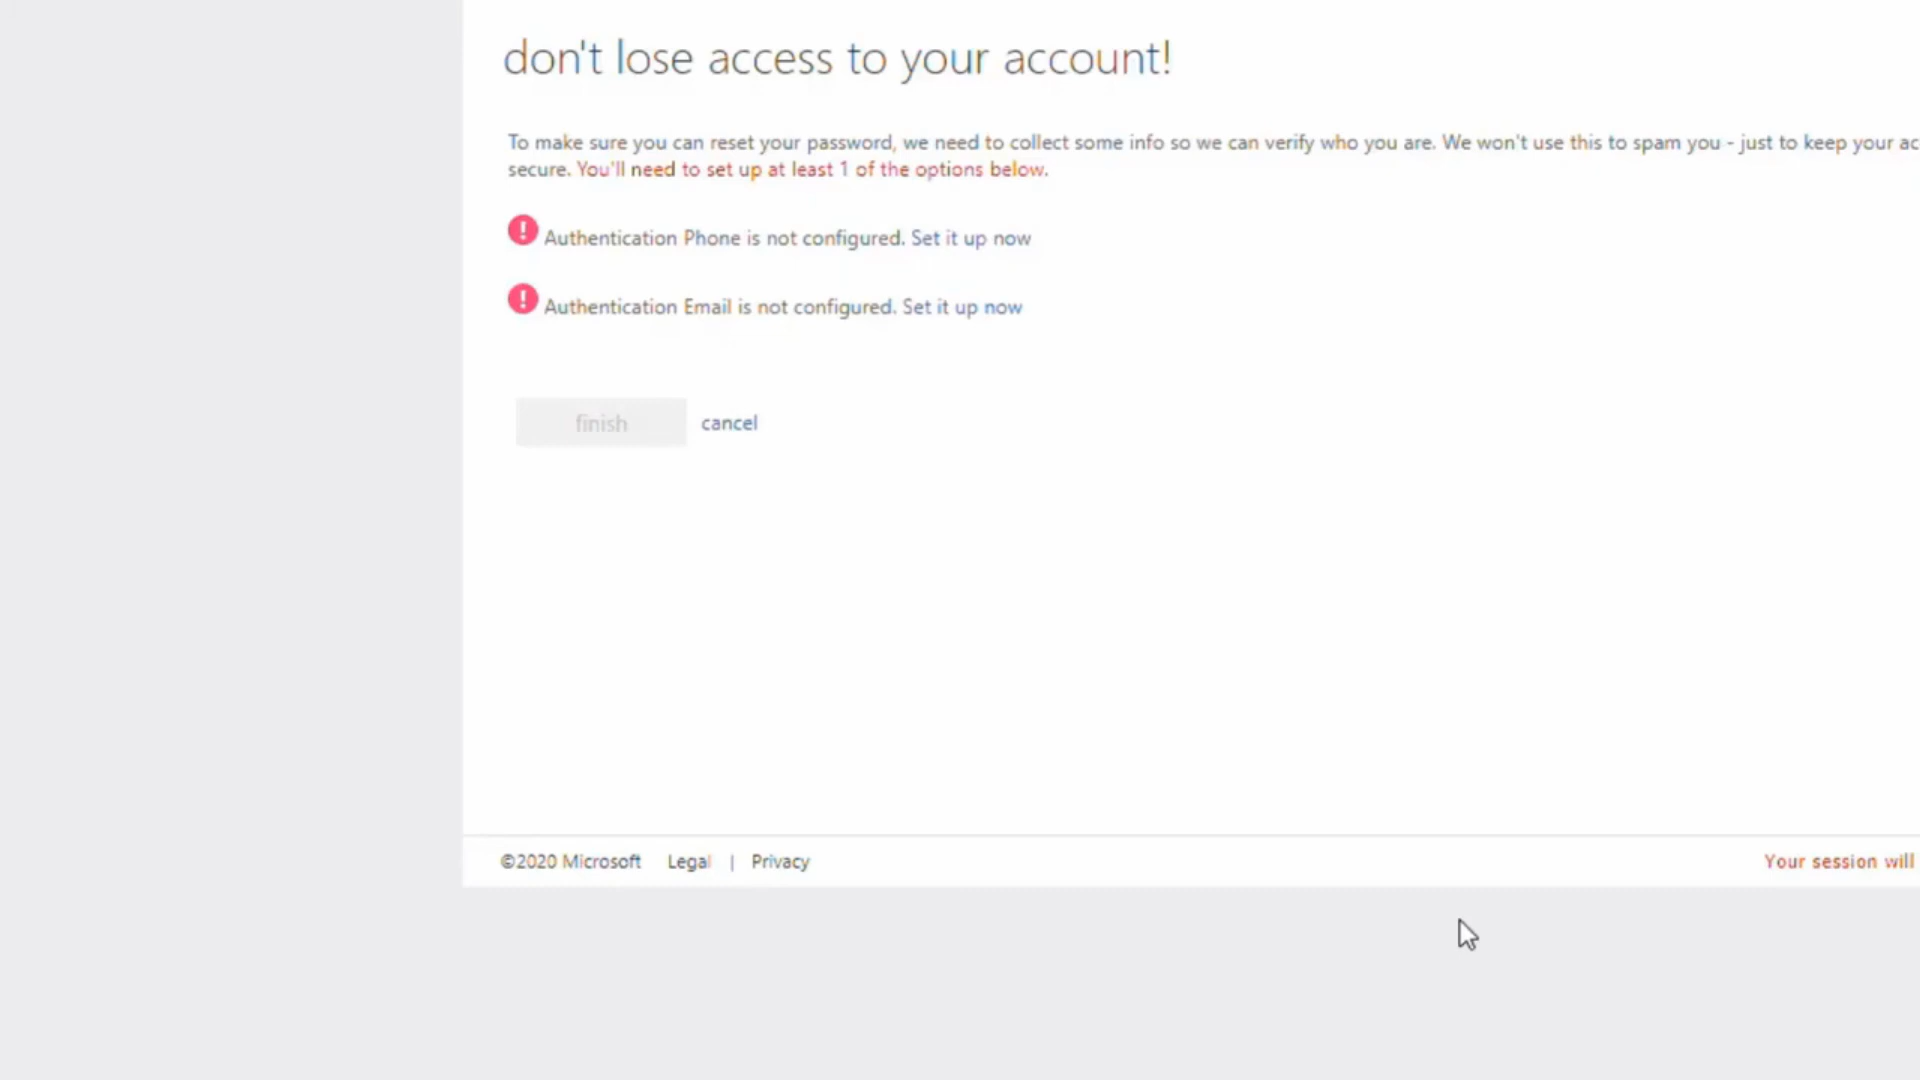 don't lose access to your account!
To make sure you can reset your password, we need to collect some info so we can verify who you are. We won't use this to spam you - just to keep your ac
secure. You'll need to set up at least 1 of the options below.
Authentication Phone is not configured. Set it up now
Authentication Email is not configured. Set it up now
finish cancel
©2020 Microsoft Legal | Privacy Your session will